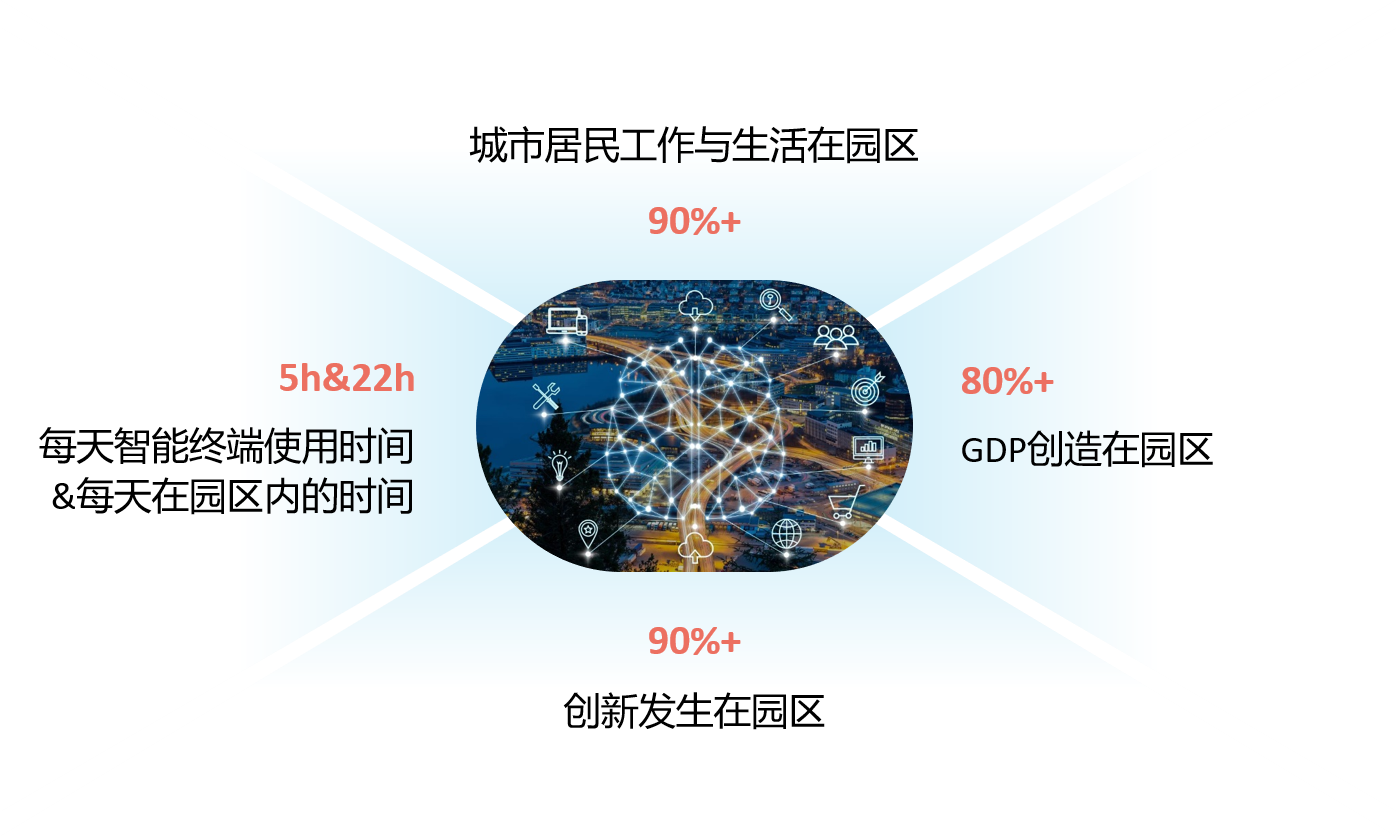 城市居民工作与生活在园区
90%+
5h&22h
每天智能终端使用时间
&每天在园区内的时间
80%+
GDP创造在园区
90%+
创新发生在园区